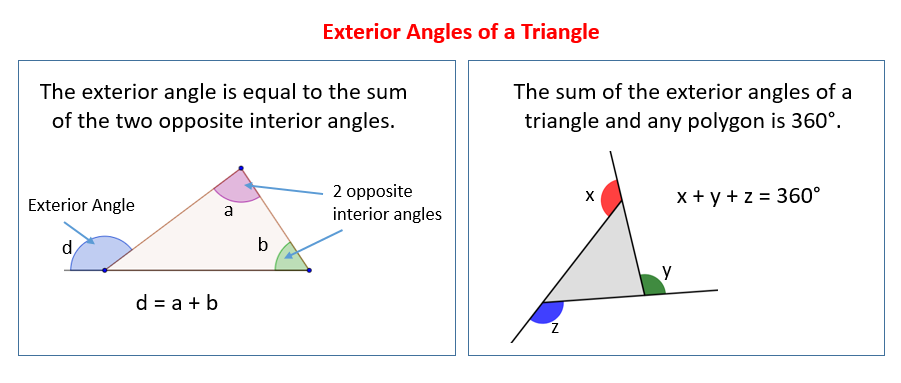 Exterior Angles of a Triangle
The exterior angle is equal to the sum
of the two opposite interior angles.
Exterior Angle
d
a
b
2 opposite
interior angles
d = a + b
The sum of the exterior angles of a
triangle and any polygon is 360°.
x
x + y + z = 360°
y
z